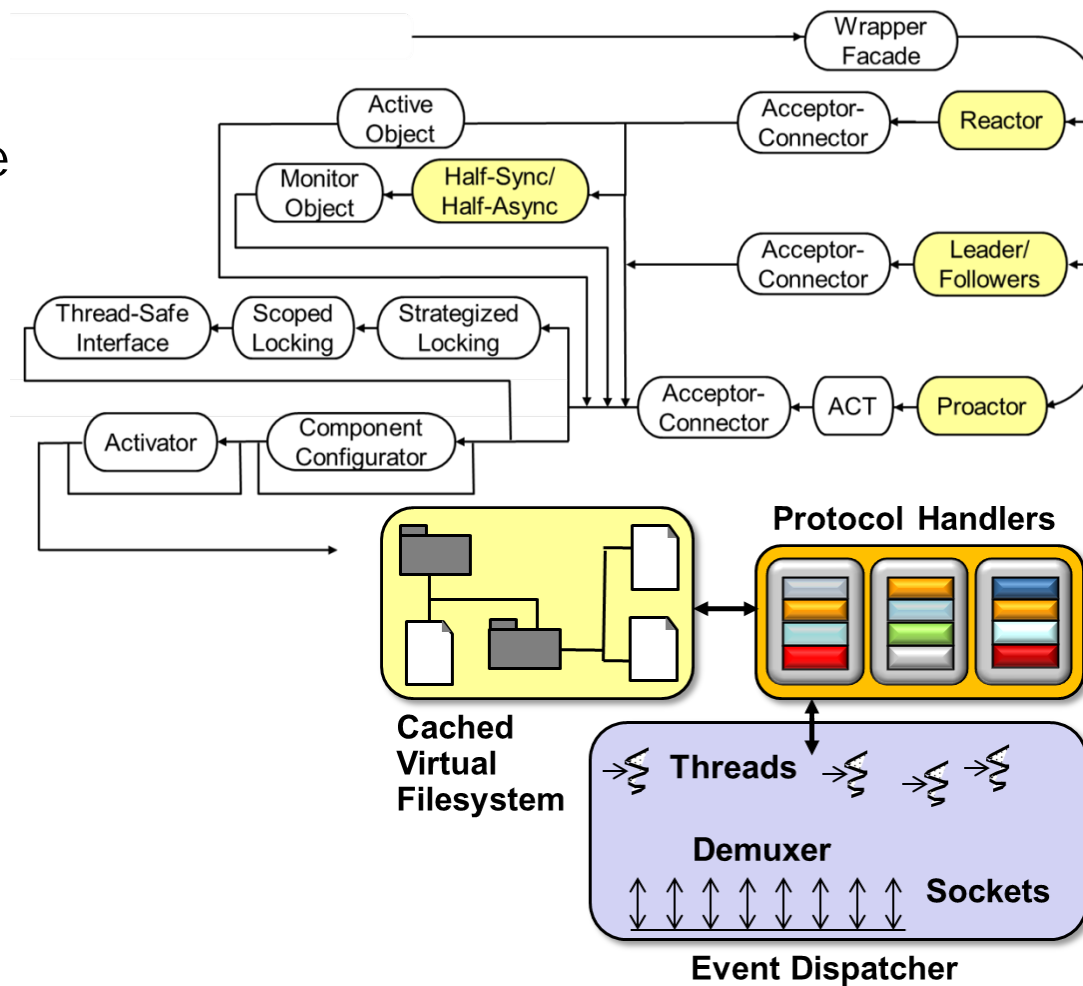 Wrapper
Facade
Active
Object
Acceptor-
Connector
Reactor
e
Monitor
Object
Half-Sync/
Half-Async
Acceptor-
Connector
Leader/
Followers
Thread-Safe
Interface
Scoped
Locking
Strategized
Locking
Acceptor-
Connector
ACT
Proactor
Activator
Component
Configurator
Protocol Handlers
Cached
Virtual
Filesystem
Threads
Demuxer
Sockets
Event Dispatcher